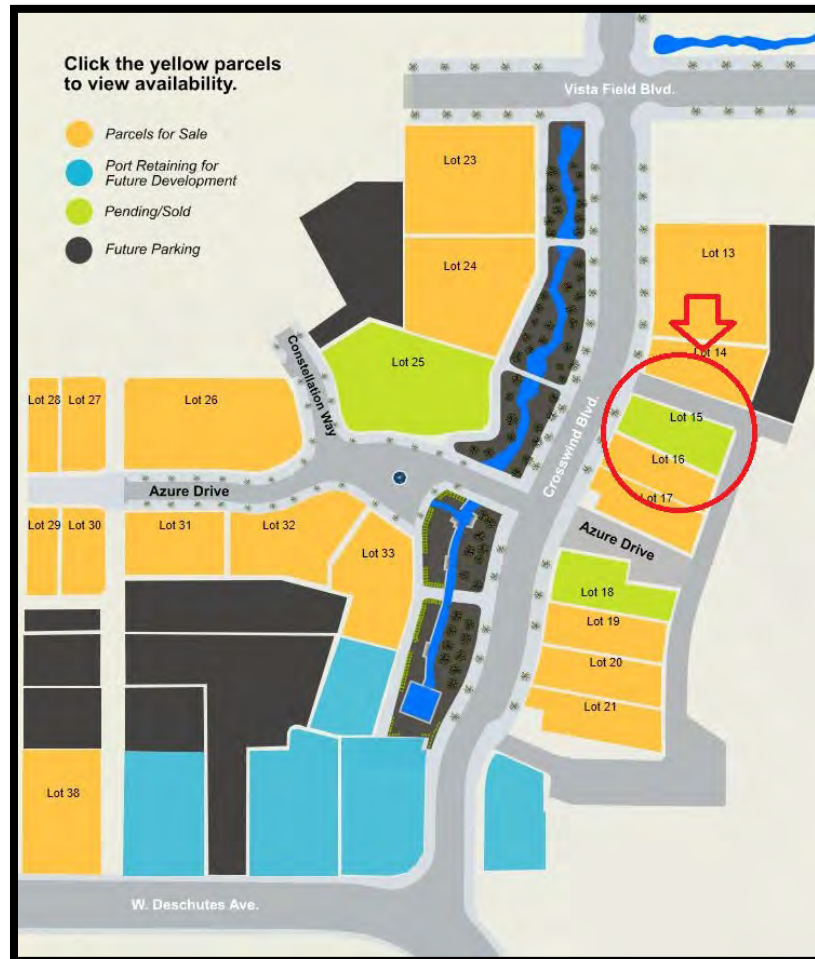 Click the yellow parcels
to view availability.
Parcels for Sale
Port Retaining for
Future Development
Pending/Sold
Future Parking
Vista Field Blvd.
Lot 23
Lot 24
Lot 13
Lot 14
Constellation Way
Lot 25
Crosswind Blvd.
Lot 28
Lot 27
Lot 26
Lot 15
Lot 16
Lot 17
Azure Drive
Lot 29
Lot 30
Lot 31
Lot 32
Lot 33
Azure Drive
Lot 18
Lot 19
Lot 20
Lot 21
Lot 38
W. Deschutes Ave.